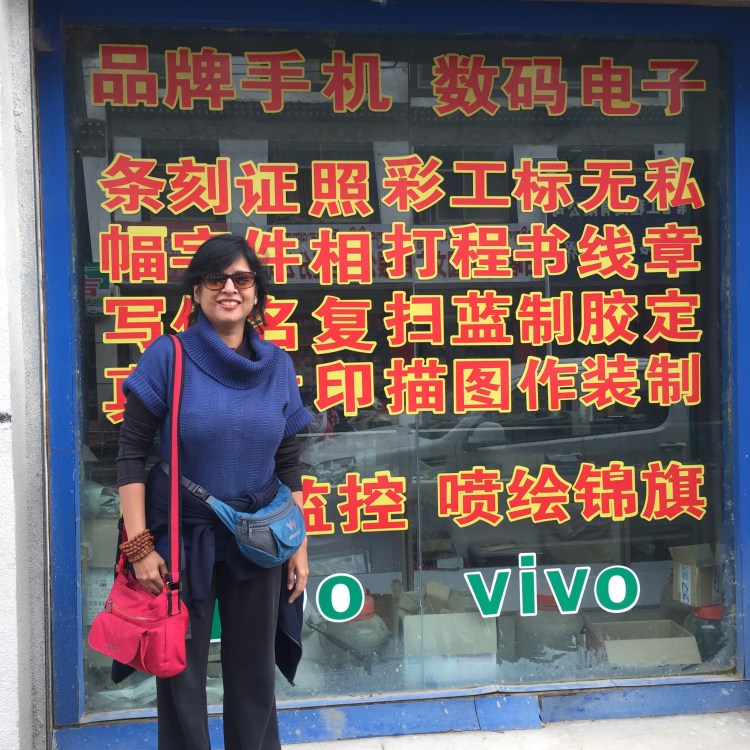 品牌手机 数码电子
条幅写真
刻字
证件名
照相复印
彩打扫描
工程蓝图
标书制作
无线胶装
私章定制
监控 喷绘锦旗
vivo